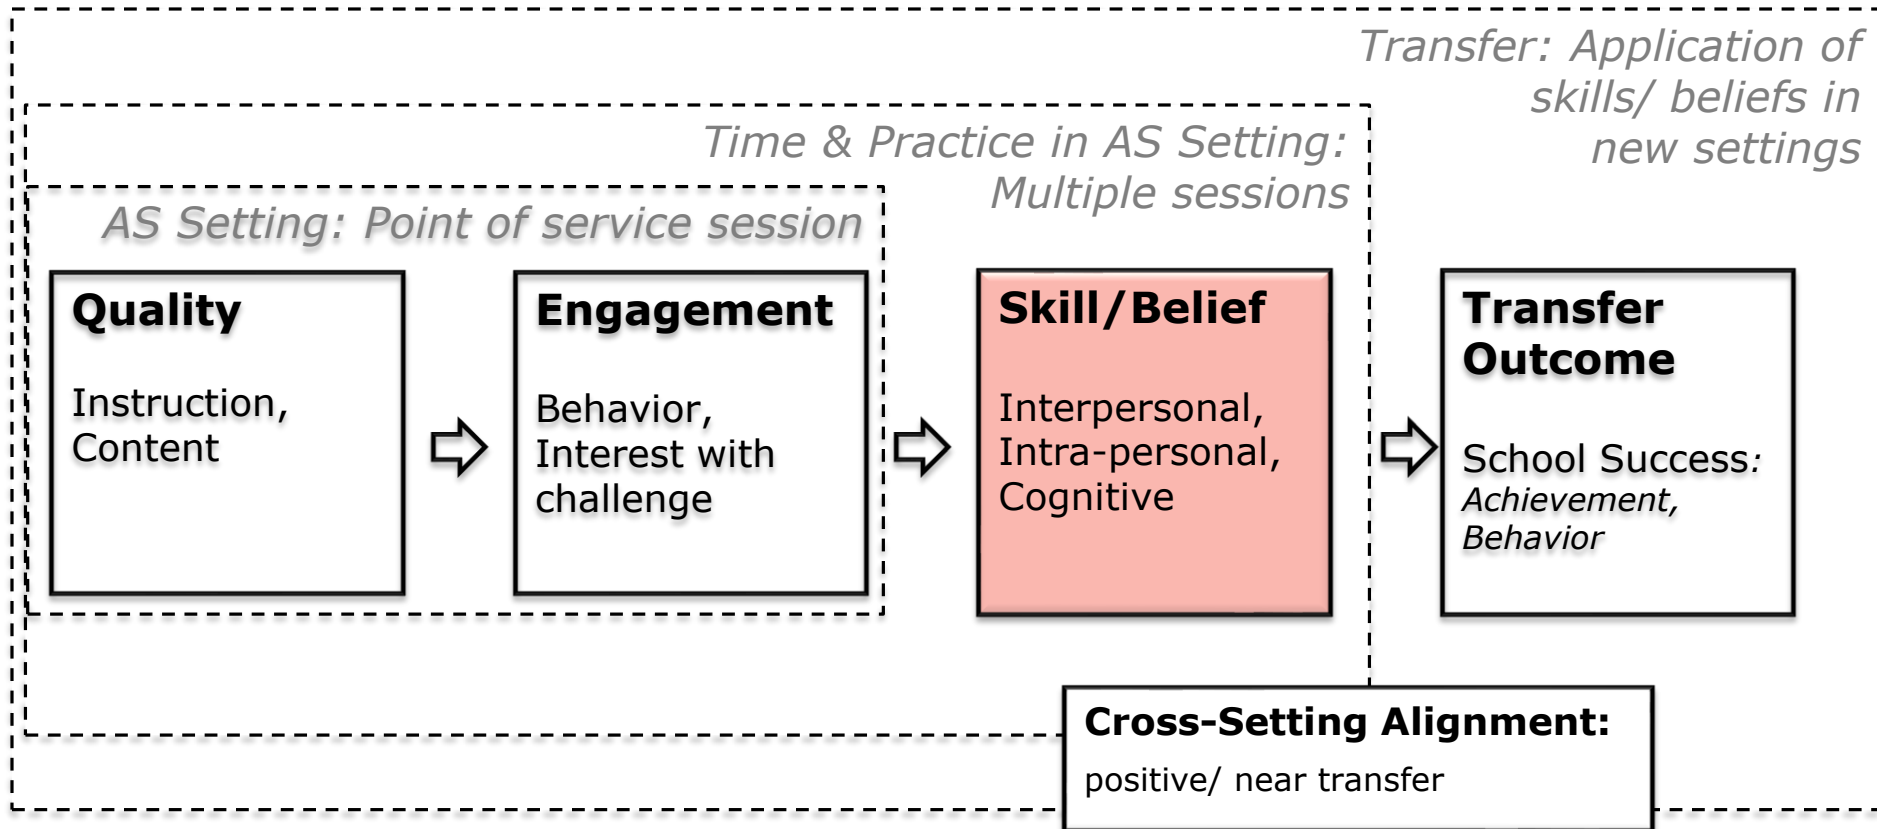 Transfer: Application of
skills/ beliefs in
new settings
Time & Practice in AS Setting:
Multiple sessions
AS Setting: Point of service session
Quality
Instruction,
Content
Engagement
Behavior,
Interest with
challenge
Skill/Belief
Interpersonal,
Intra-personal,
Cognitive
Transfer
Outcome
School Success:
Achievement,
Behavior
Cross-Setting Alignment:
positive/ near transfer